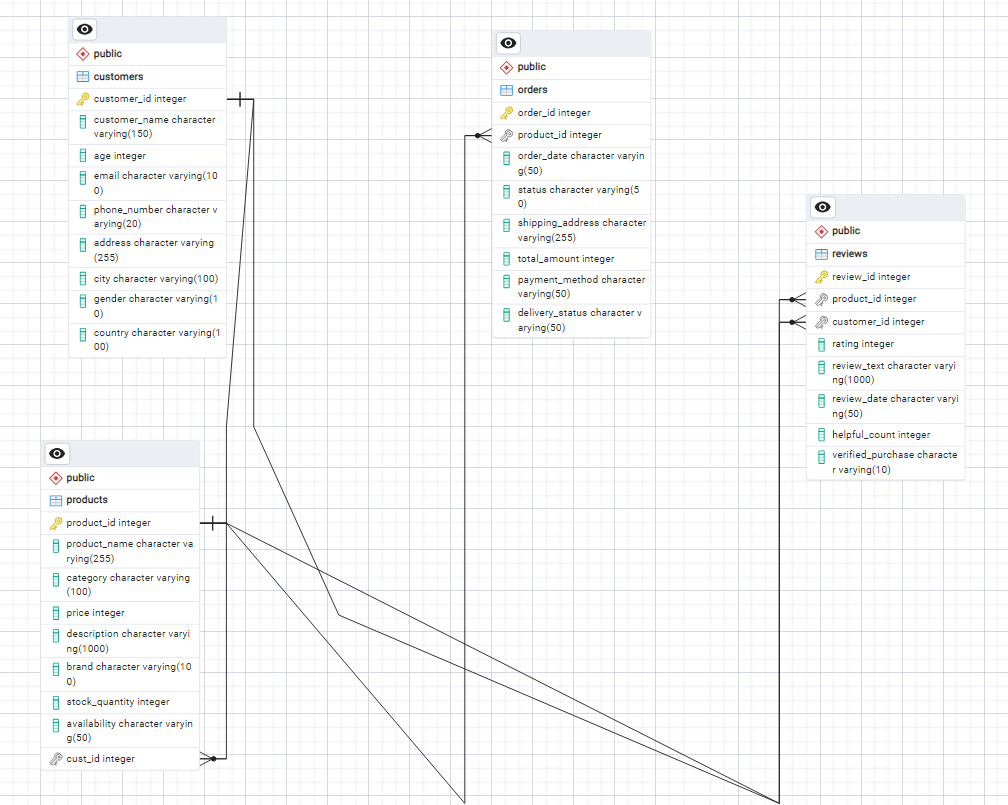 public
customers
customer_id integer
customer_name character
varying(150)
age integer
email character varying(10
0)
phone_number character v
arying(20)
address character varying
(255)
city character varying(100)
gender character varying(1
0)
country character varying(1
00)
public
orders
order_id integer
product_id integer
order_date character varyin
g(50)
status character varying(5
0)
shipping_address character
varying(255)
total_amount integer
payment_method character
varying(50)
delivery_status character v
arying(50)
public
reviews
review_id integer
product_id integer
customer_id integer
rating integer
review_text character varyi
ng(1000)
review_date character varyi
ng(50)
helpful_count integer
verified_purchase characte
r varying(10)
public
products
product_id integer
product_name character va
rying(255)
category character varying
(100)
price integer
description character varyi
ng(1000)
brand character varying(10
0)
stock_quantity integer
availability character varyin
g(50)
cust_id integer